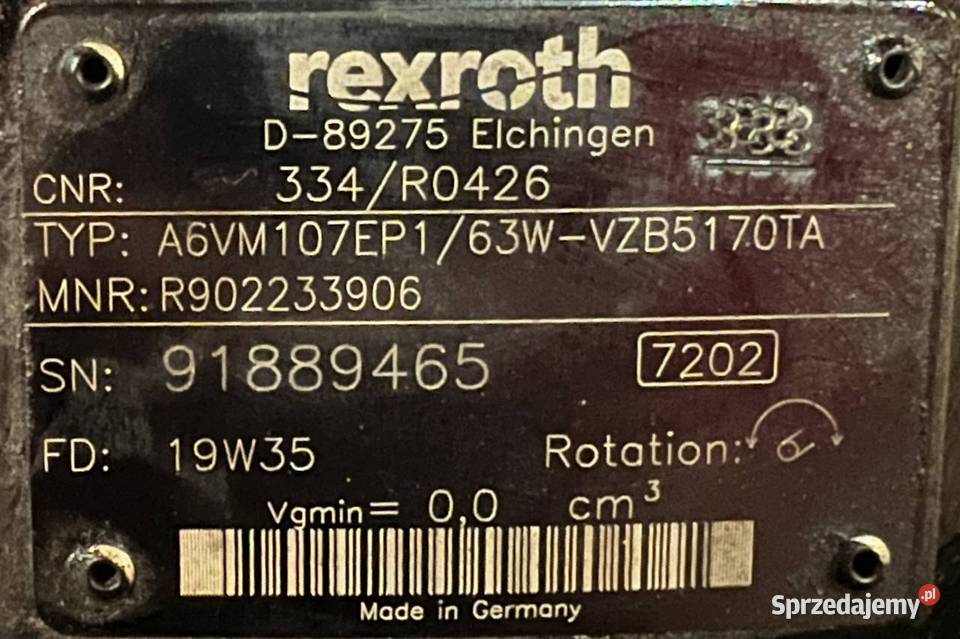 rexroth
D-89275 Elchingen
CNR: 334/R0426
TYP: A6VM107EP1/63W-VZB5170TA
MNR: R902233906
SN: 91889465 7202
FD: 19W35 Rotation:
Vgmin= 0,0 cm³
Made in Germany
Sprzedajemy.pl